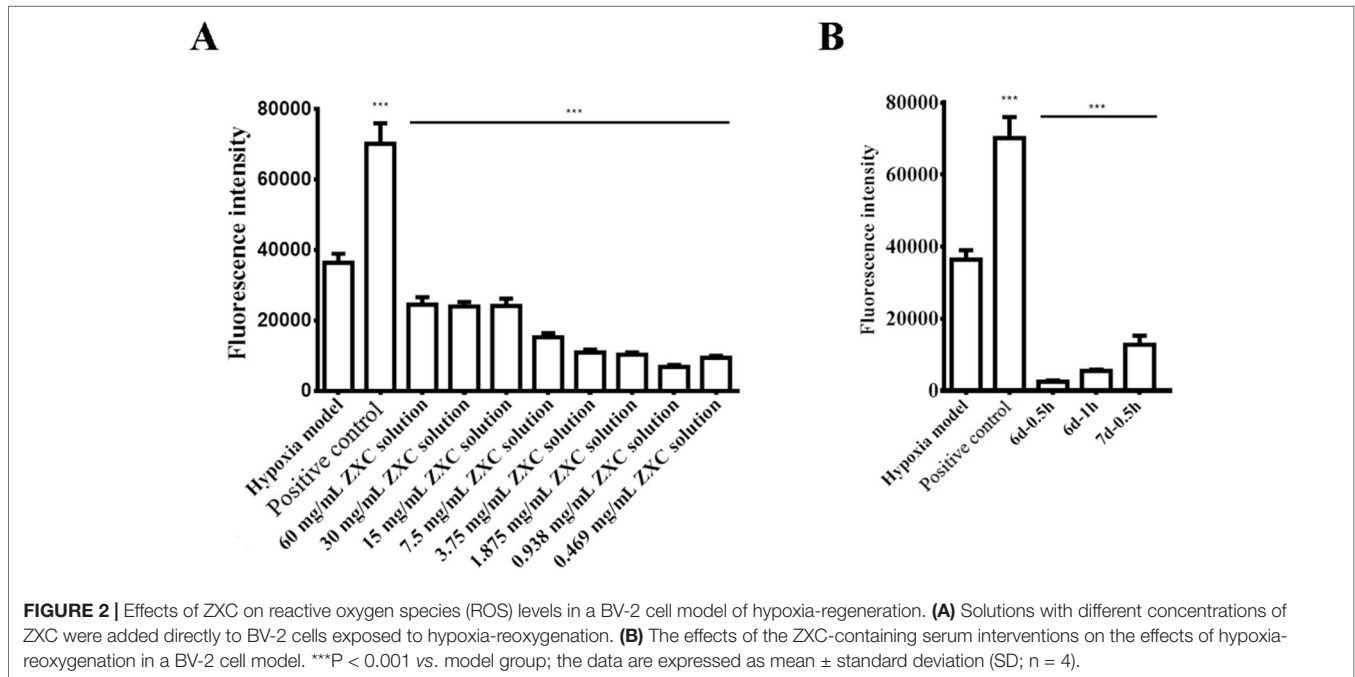 A
B
Fluorescence intensity
80000
60000
40000
20000
0
***
***
Hypoxia model
Positive control
60 mg/mL ZXC solution
30 mg/mL ZXC solution
15 mg/mL ZXC solution
7.5 mg/mL ZXC solution
3.75 mg/mL ZXC solution
1.875 mg/mL ZXC solution
0.938 mg/mL ZXC solution
0.469 mg/mL ZXC solution
Fluorescence intensity
80000
60000
40000
20000
0
***
***
Hypoxia model
Positive control
6d-0.5h
6d-1h
7d-0.5h
FIGURE 2 | Effects of ZXC on reactive oxygen species (ROS) levels in a BV-2 cell model of hypoxia-regeneration. (A) Solutions with different concentrations of
ZXC were added directly to BV-2 cells exposed to hypoxia-reoxygenation. (B) The effects of the ZXC-containing serum interventions on the effects of hypoxia-
reoxygenation in a BV-2 cell model. ***P < 0.001 vs. model group; the data are expressed as mean ± standard deviation (SD; n = 4).